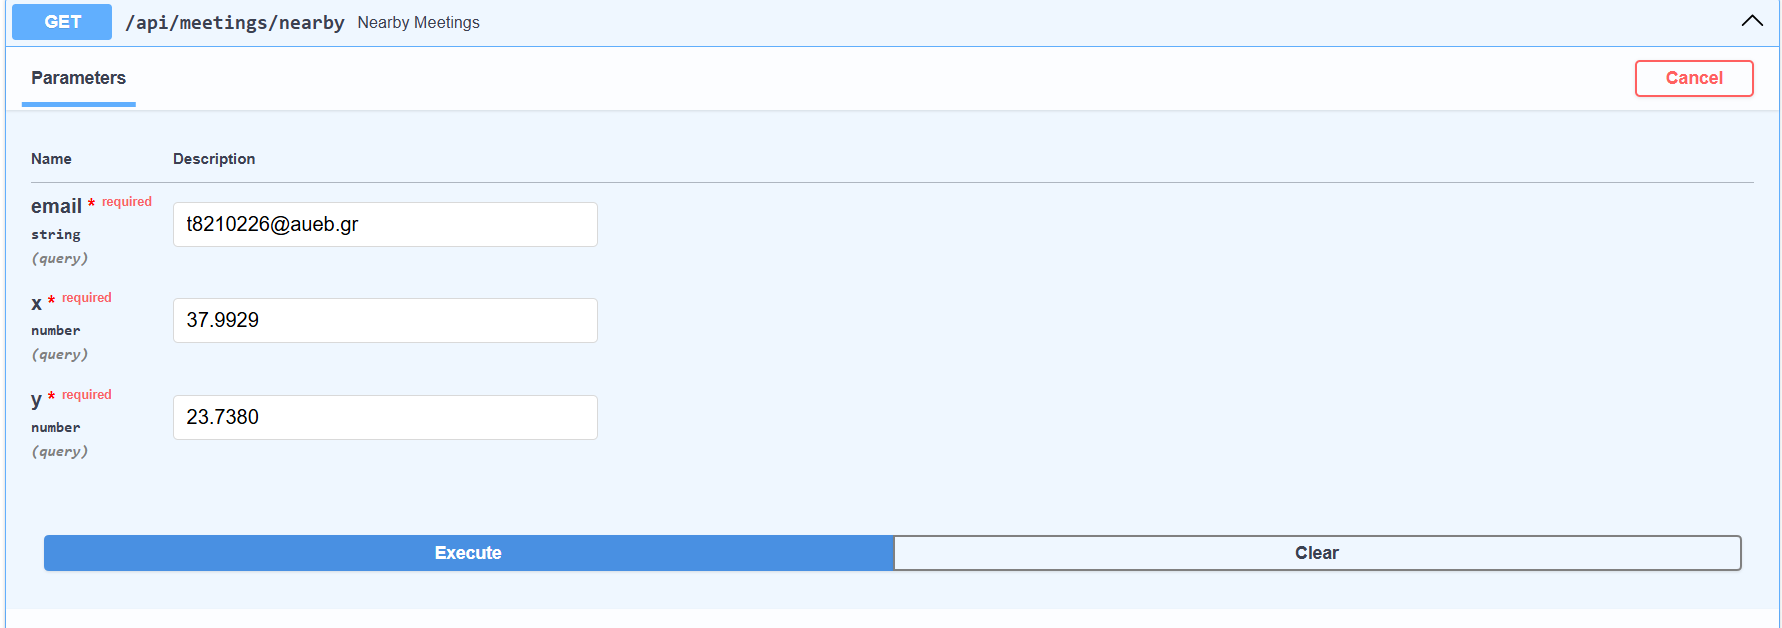 GET /api/meetings/nearby Nearby Meetings
Parameters
Cancel
Name Description
email * required
string
(query)
t8210226@aueb.gr
x * required
number
(query)
37.9929
y * required
number
(query)
23.7380
Execute Clear